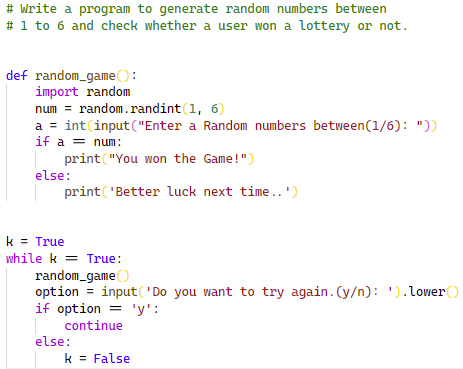 # Write a program to generate random numbers between
# 1 to 6 and check whether a user won a lottery or not.
def random_game():
    import random
    num = random.randint(1, 6)
    a = int(input("Enter a Random numbers between(1/6): "))
    if a == num:
        print("You won the Game!")
    else:
        print('Better luck next time..')
k = True
while k == True:
    random_game()
    option = input('Do you want to try again.(y/n): ').lower()
    if option == 'y':
        continue
    else:
        k = False